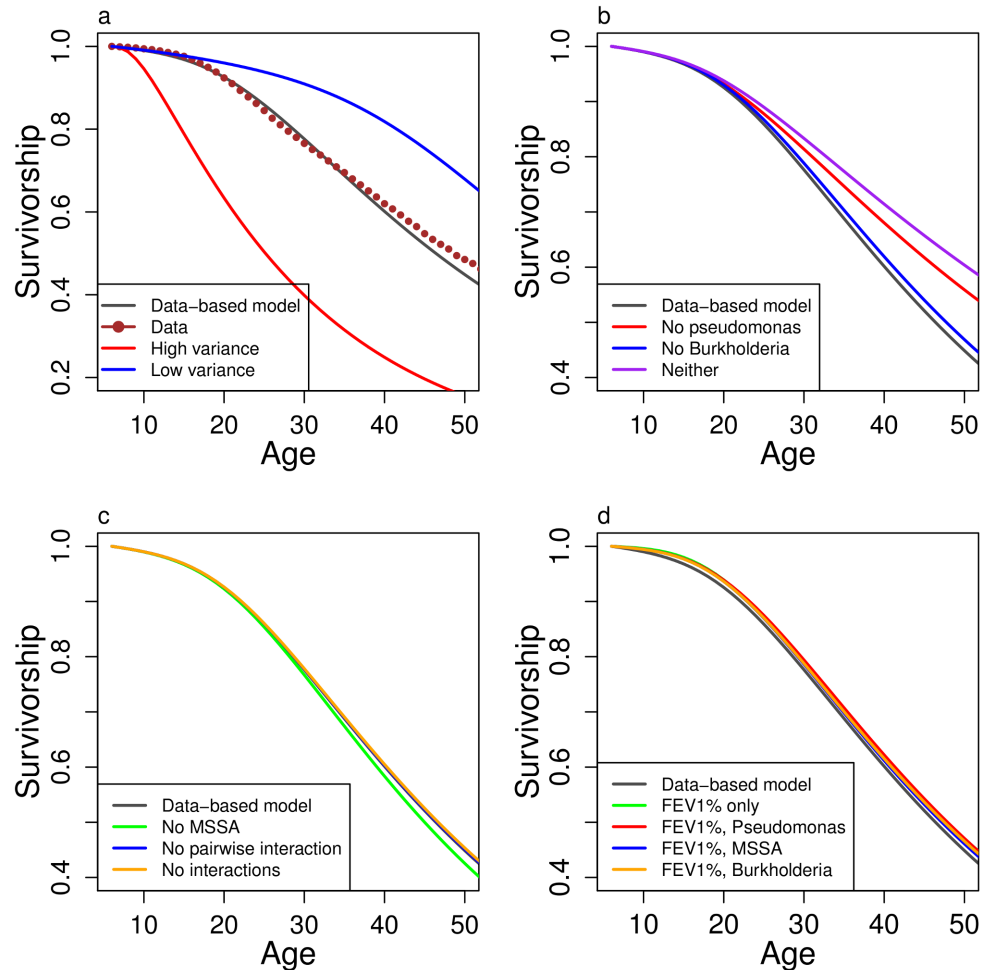 a
Survivorship
1.0
0.8
0.6
0.4
0.2
Data−based model
Data
High variance
Low variance
10 20 30 40 50
Age
b
Survivorship
1.0
0.8
0.6
0.4
Data−based model
No pseudomonas
No Burkholderia
Neither
10 20 30 40 50
Age
c
Survivorship
1.0
0.8
0.6
0.4
Data−based model
No MSSA
No pairwise interaction
No interactions
10 20 30 40 50
Age
d
Survivorship
1.0
0.8
0.6
0.4
Data−based model
FEV1% only
FEV1%, Pseudomonas
FEV1%, MSSA
FEV1%, Burkholderia
10 20 30 40 50
Age